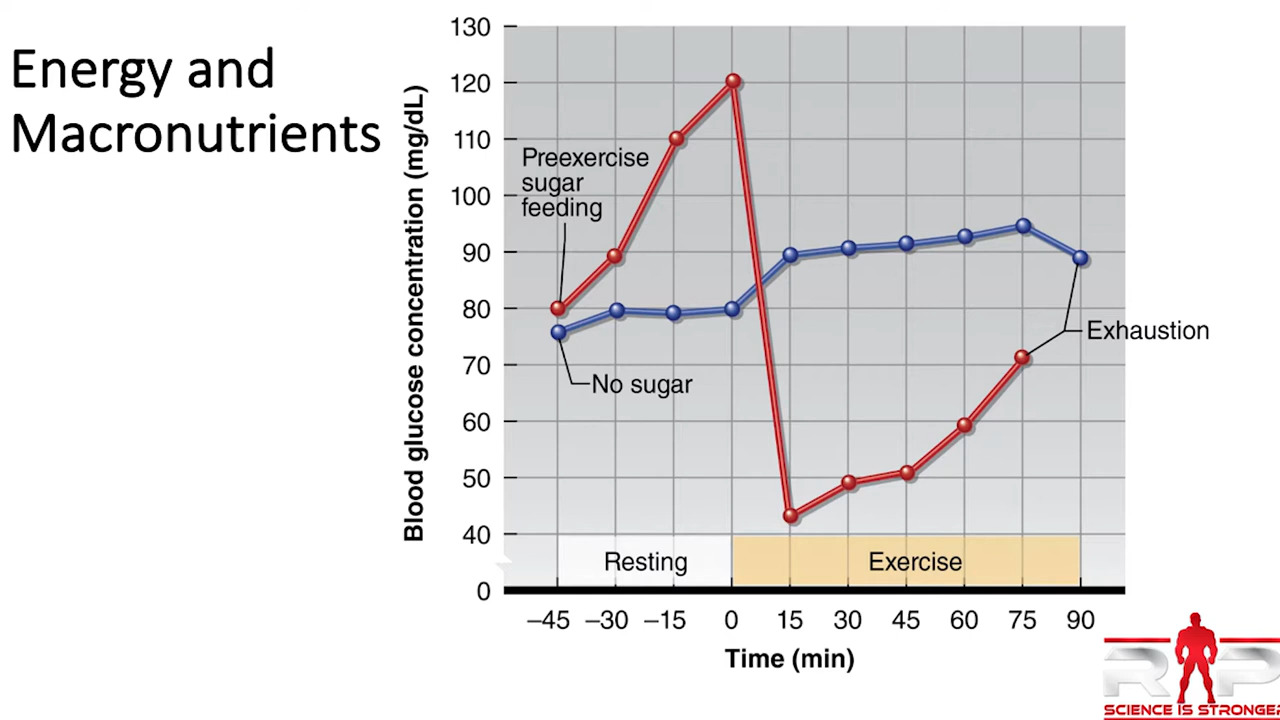 Energy and
Macronutrients
Blood glucose concentration (mg/dL)
130
120
110
100
90
80
70
60
50
40
0
Preexercise
sugar
feeding
No sugar
Exhaustion
Resting
Exercise
–45
–30
–15
0
15
30
45
60
75
90
Time (min)
RP
SCIENCE IS STRONGER